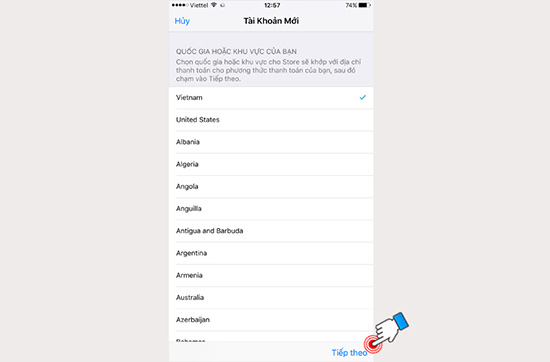 Viettel 12:57 74%
Hủy Tài Khoản Mới
QUỐC GIA HOẶC KHU VỰC CỦA BẠN
Chọn quốc gia hoặc khu vực cho Store sẽ khớp với địa chỉ
thanh toán cho phương thức thanh toán của bạn, sau đó
chạm vào Tiếp theo.
Vietnam
United States
Albania
Algeria
Angola
Anguilla
Antigua and Barbuda
Argentina
Armenia
Australia
Azerbaijan
Bahamas
Tiếp theo